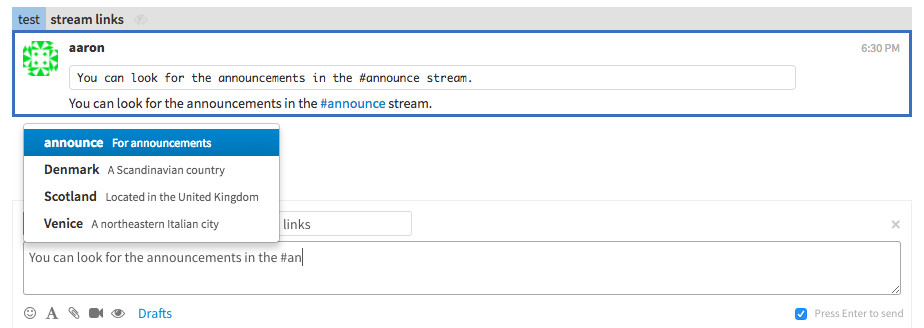 test stream links
aaron 6:30 PM
You can look for the announcements in the #announce stream.
You can look for the announcements in the #announce stream.
announce For announcements
Denmark A Scandinavian country
Scotland Located in the United Kingdom
Venice A northeastern Italian city
links ×
You can look for the announcements in the #an
Drafts Press Enter to send